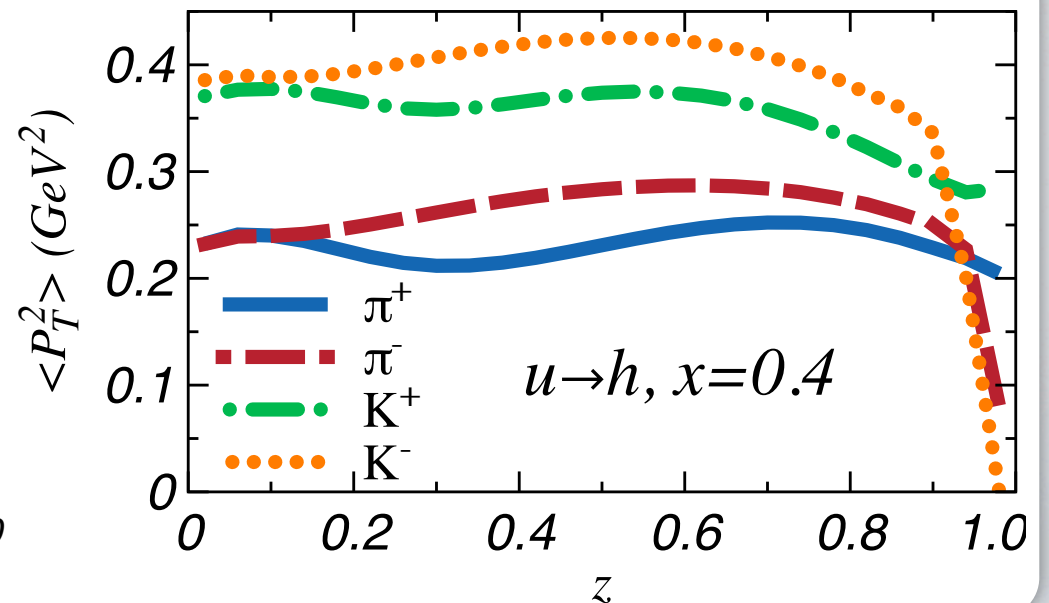 <P_T^2> (GeV^2)
0.4
0.3
0.2
0.1
0
π^+
π^-
K^+
K^-
u→h, x=0.4
0 0.2 0.4 0.6 0.8 1.0
z